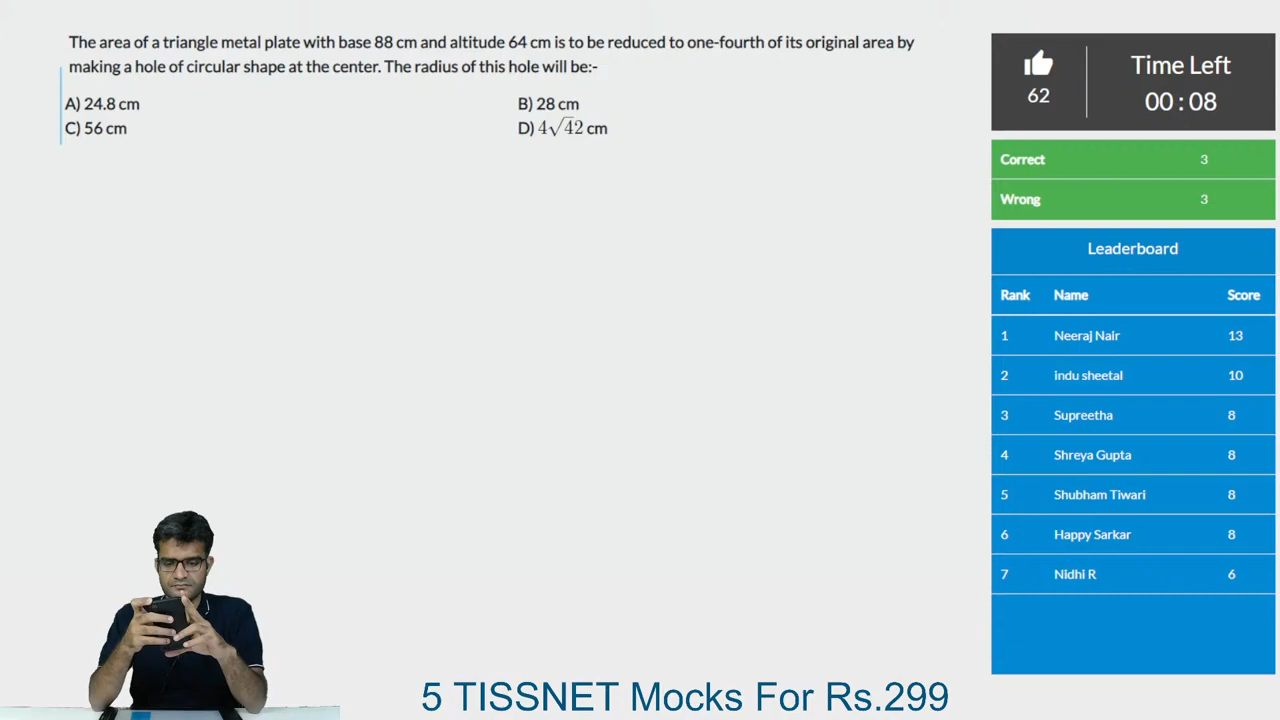 The area of a triangle metal plate with base 88 cm and altitude 64 cm is to be reduced to one-fourth of its original area by
making a hole of circular shape at the center. The radius of this hole will be:-
A) 24.8 cm
B) 28 cm
C) 56 cm
D) 4√42 cm
62
Time Left
00 : 08
Correct 3
Wrong 3
Leaderboard
Rank Name Score
1 Neeraj Nair 13
2 indu sheetal 10
3 Supreetha 8
4 Shreya Gupta 8
5 Shubham Tiwari 8
6 Happy Sarkar 8
7 Nidhi R 6
5 TISSNET Mocks For Rs.299